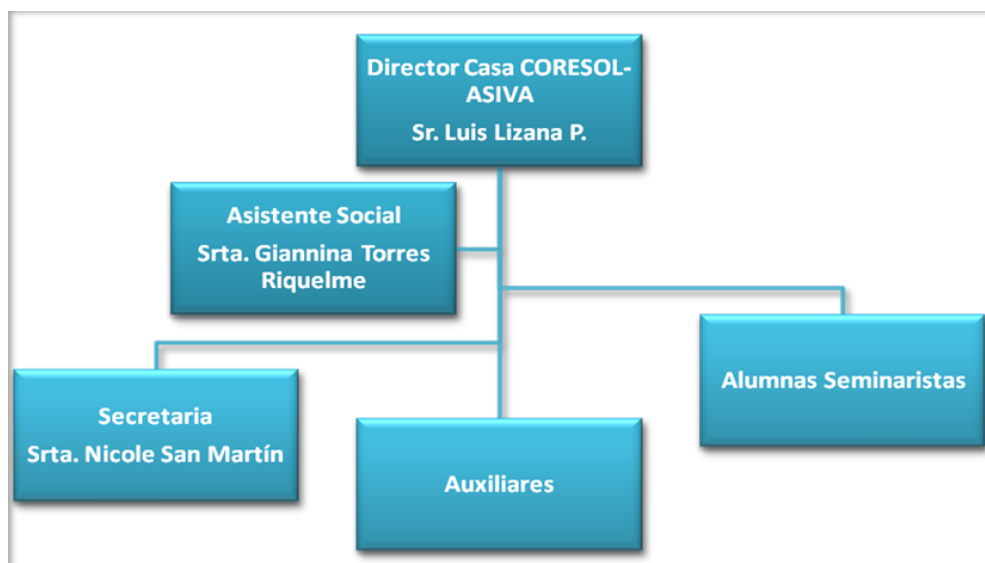 Director Casa CORESOL-
ASIVA
Sr. Luis Lizana P.
Asistente Social
Srta. Giannina Torres
Riquelme
Alumnas Seminaristas
Secretaria
Srta. Nicole San Martín
Auxiliares